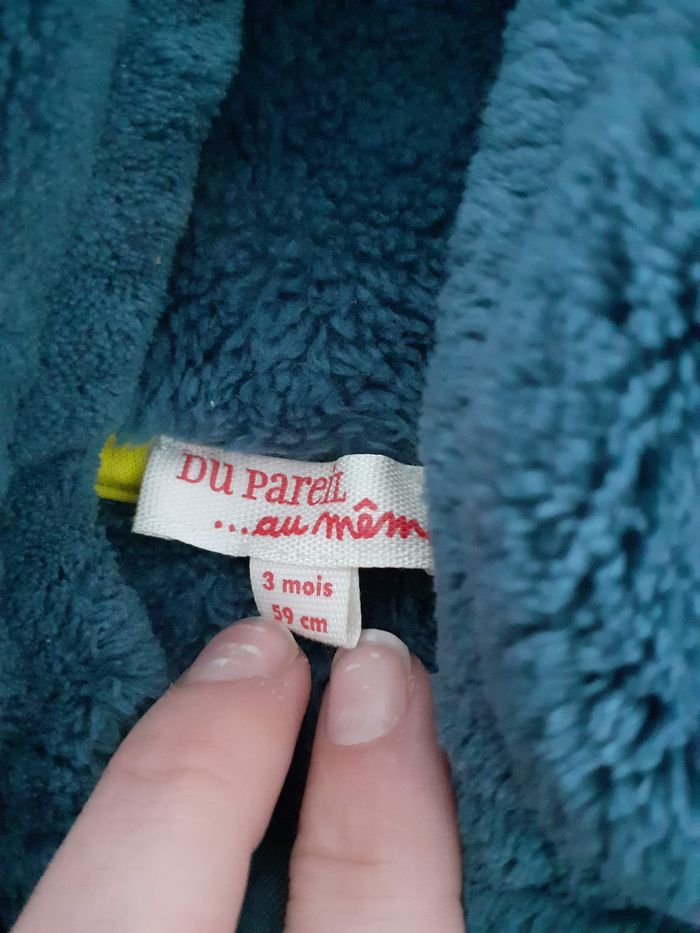 DU PAREIL
...au mêm
3 mois
59 cm